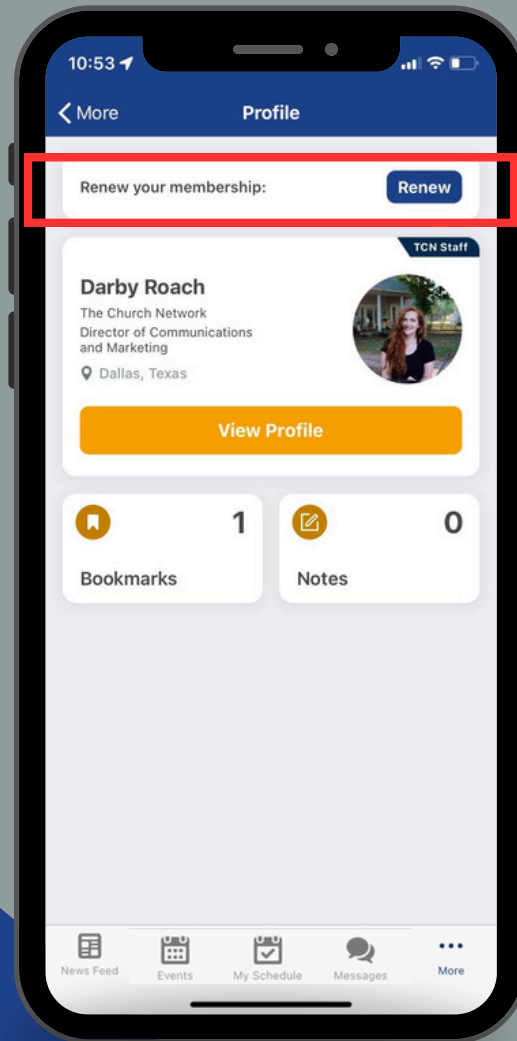 10:53
More
Profile
Renew your membership:
Renew
TCN Staff
Darby Roach
The Church Network
Director of Communications
and Marketing
Dallas, Texas
View Profile
1
Bookmarks
0
Notes
News Feed
Events
My Schedule
Messages
More